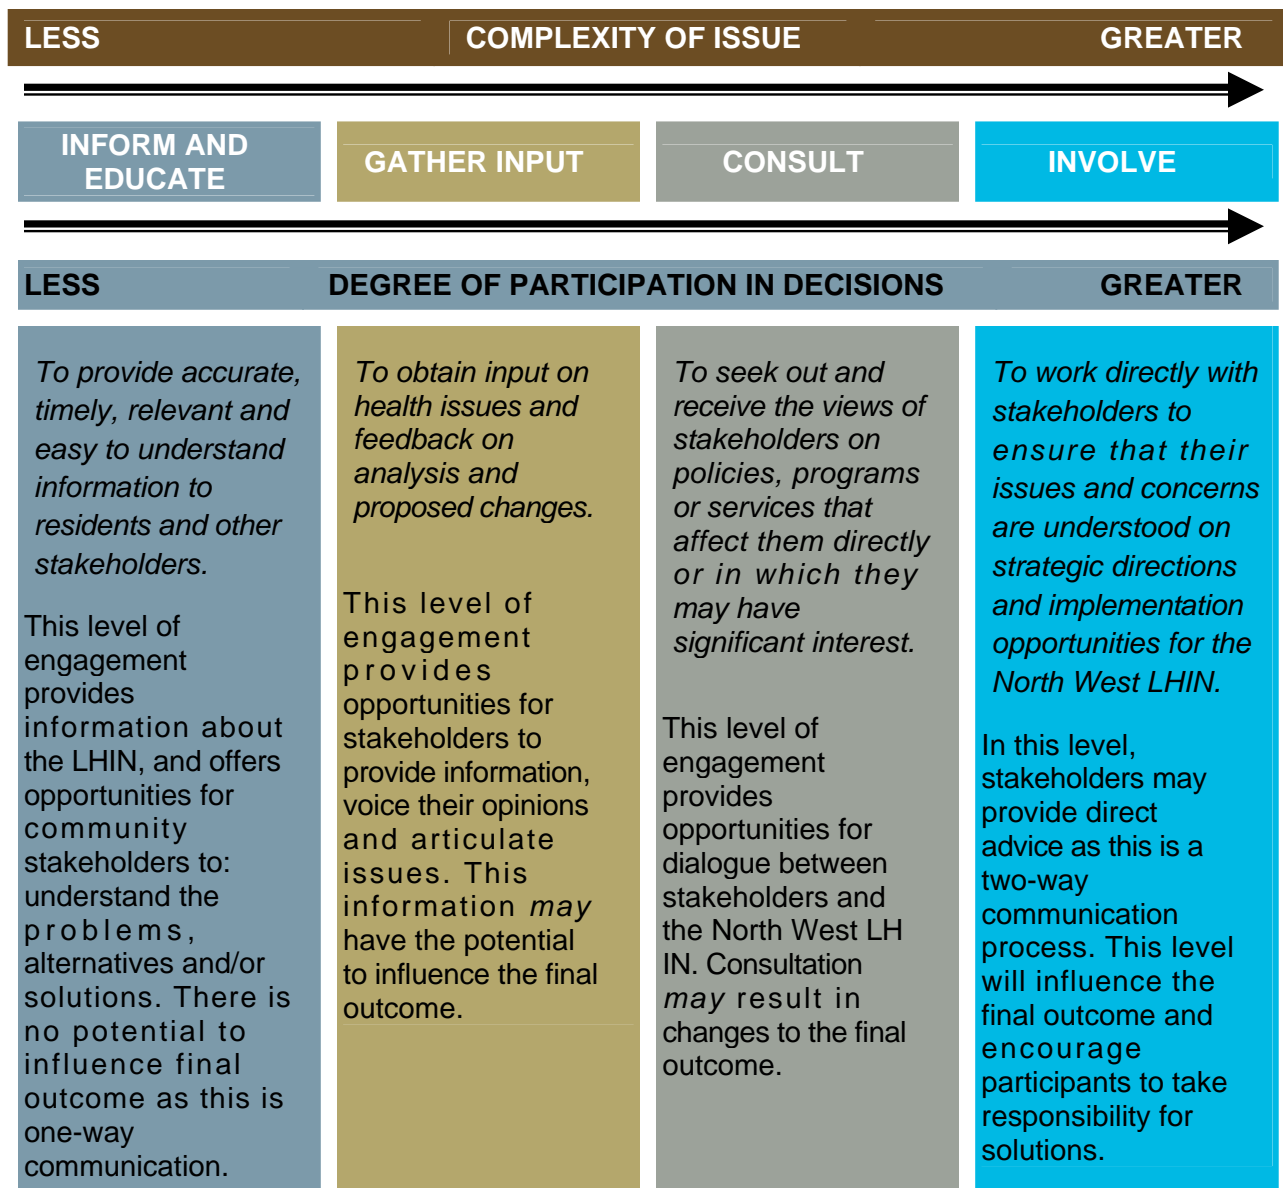 LESS COMPLEXITY OF ISSUE GREATER
INFORM AND
EDUCATE
GATHER INPUT
CONSULT
INVOLVE
LESS DEGREE OF PARTICIPATION IN DECISIONS GREATER
To provide accurate,
timely, relevant and
easy to understand
information to
residents and other
stakeholders.
This level of
engagement
provides
information about
the LHIN, and offers
opportunities for
community
stakeholders to:
understand the
problems,
alternatives and/or
solutions. There is
no potential to
influence final
outcome as this is
one-way
communication.
To obtain input on
health issues and
feedback on
analysis and
proposed changes.
This level of
engagement
provides
opportunities for
stakeholders to
provide information,
voice their opinions
and articulate
issues. This
information may
have the potential
to influence the final
outcome.
To seek out and
receive the views of
stakeholders on
policies, programs
or services that
affect them directly
or in which they
may have
significant interest.
This level of
engagement
provides
opportunities for
dialogue between
stakeholders and
the North West LH
IN. Consultation
may result in
changes to the final
outcome.
To work directly with
stakeholders to
ensure that their
issues and concerns
are understood on
strategic directions
and implementation
opportunities for the
North West LHIN.
In this level,
stakeholders may
provide direct
advice as this is a
two-way
communication
process. This level
will influence the
final outcome and
encourage
participants to take
responsibility for
solutions.